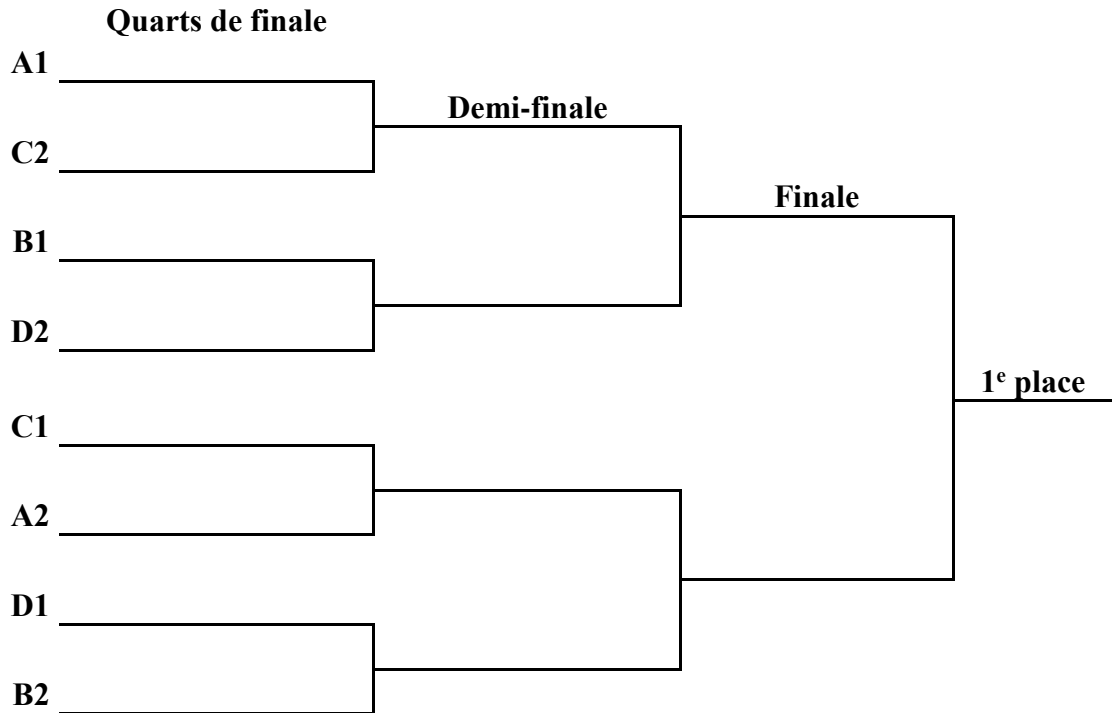 Quarts de finale
A1
Demi-finale
C2
Finale
B1
D2
1e place
C1
A2
D1
B2